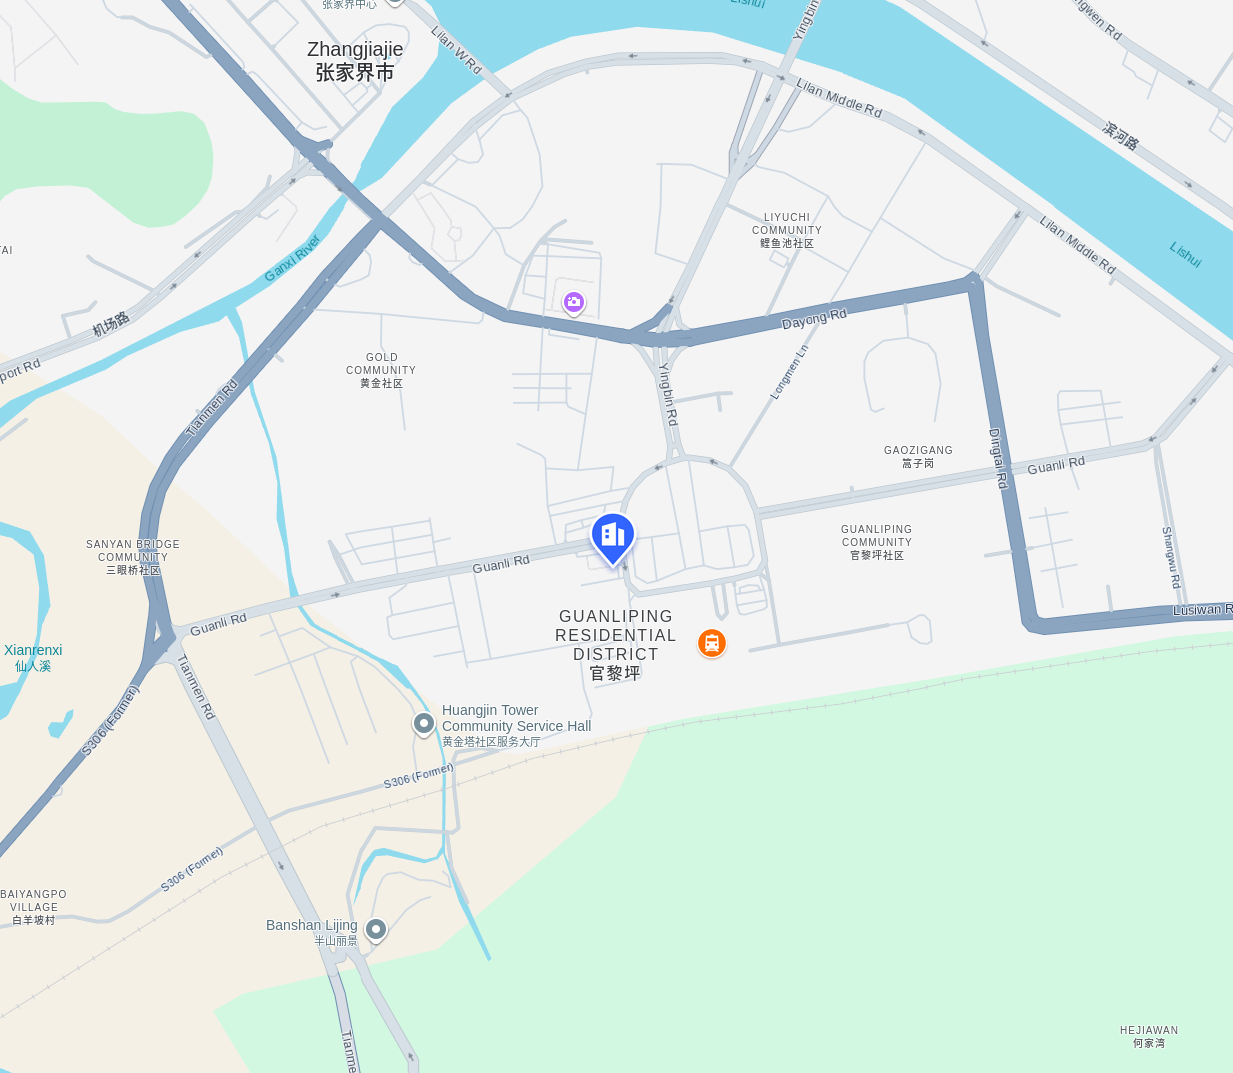 张家界中心
Lishui
Yingbin
gwen Rd
Lilan W Rd
Zhangjiajie
张家界市
Lilan Middle Rd
滨河路
LIYUCHI
COMMUNITY
鲤鱼池社区
TAI
Ganxi River
Lilan Middle Rd
Lishui
机场路
Dayong Rd
port Rd
GOLD
COMMUNITY
黄金社区
Longmen Ln
Yingbin Rd
Tianmen Rd
GAOZIGANG
篙子岗
Dingtai Rd
Guanli Rd
GUANLIPING
COMMUNITY
官黎坪社区
SANYAN BRIDGE
COMMUNITY
三眼桥社区
Guanli Rd
Shangwu Rd
Lusiwan R
Guanli Rd
GUANLIPING
RESIDENTIAL
DISTRICT
官黎坪
Xianrenxi
仙人溪
Tianmen Rd
S306 (Former)
Huangjin Tower
Community Service Hall
黄金塔社区服务大厅
S306 (Former)
S306 (Former)
BAIYANGPO
VILLAGE
白羊坡村
Banshan Lijing
半山丽景
Tianme
HEJIAWAN
何家湾